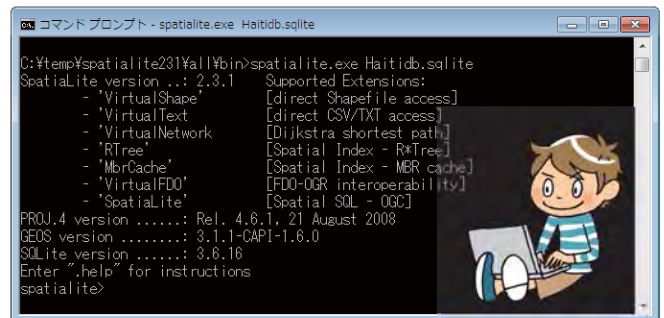 コマンド プロンプト - spatialite.exe Haitidb.sqlite
C:¥temp¥spatialite231¥all¥bin>spatialite.exe Haitidb.sqlite
SpatiaLite version ..: 2.3.1 Supported Extensions:
- 'VirtualShape' [direct Shapefile access]
- 'VirtualText' [direct CSV/TXT access]
- 'VirtualNetwork [Dijkstra shortest path]
- 'RTree' [Spatial Index - R*Tree]
- 'MbrCache' [Spatial Index - MBR cache]
- 'VirtualFDO' [FDO-OGR interoperability]
- 'SpatiaLite' [Spatial SQL - OGC]
PROJ.4 version ......: Rel. 4.6.1, 21 August 2008
GEOS version ........: 3.1.1-CAPI-1.6.0
SQLite version ......: 3.6.16
Enter ".help" for instructions
spatialite>